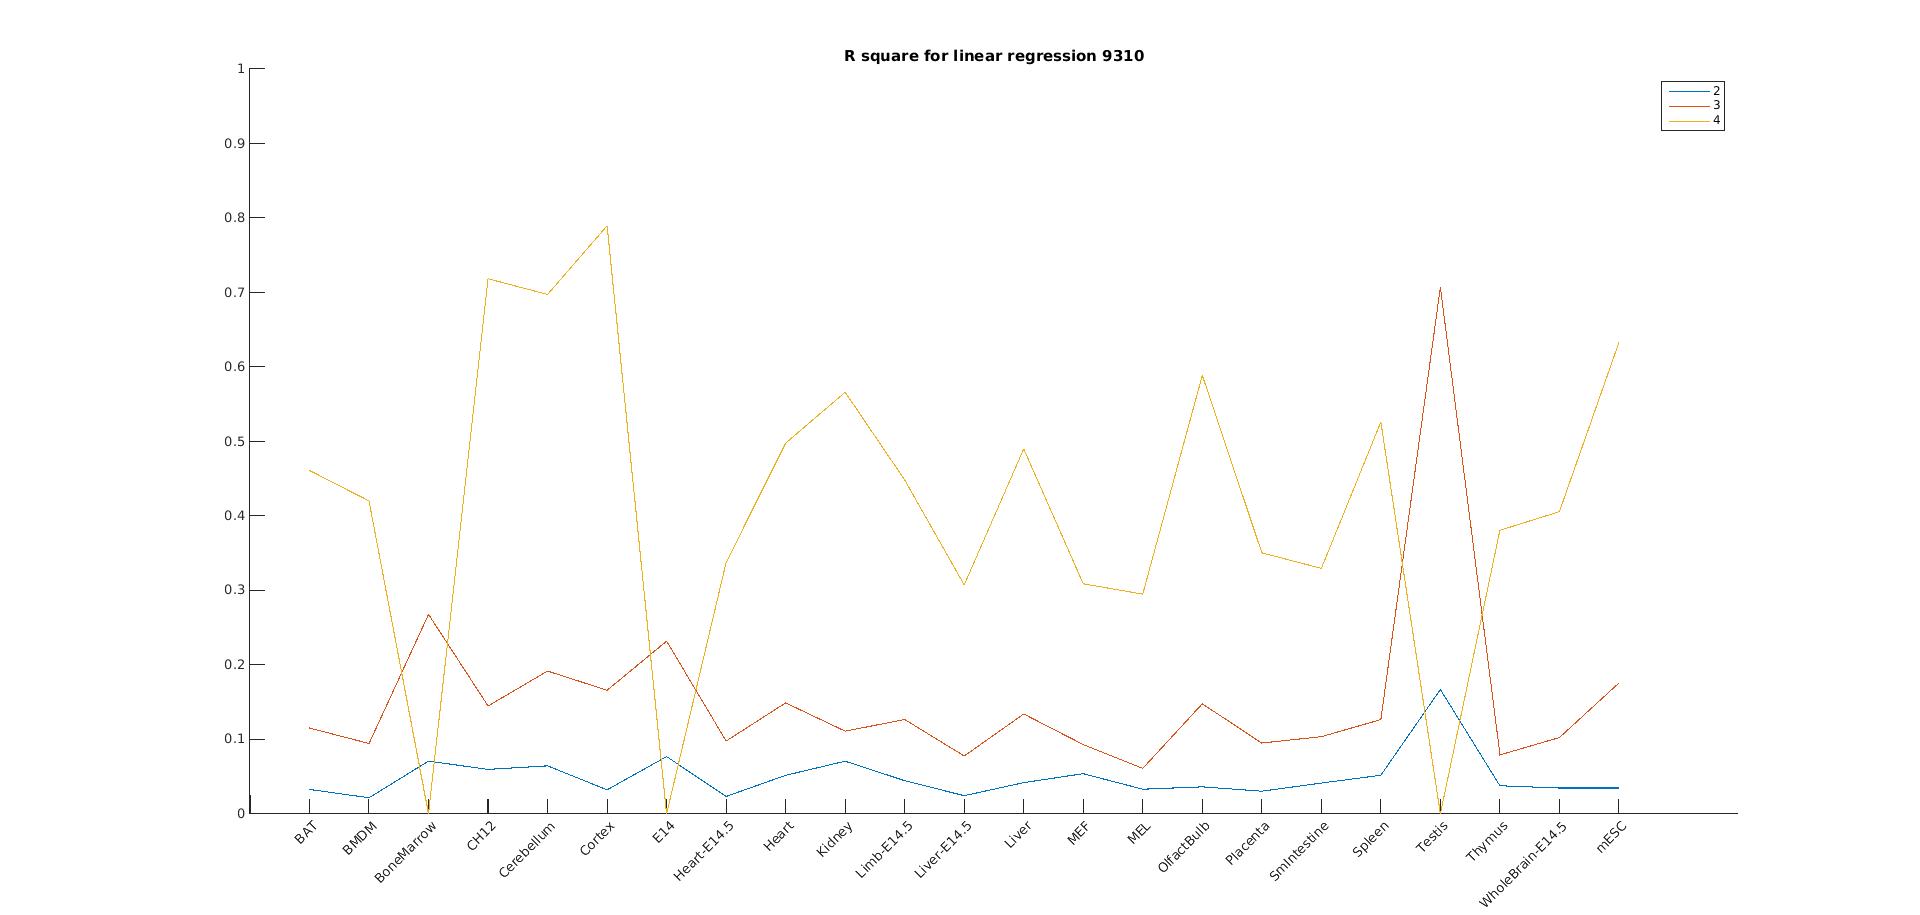 R square for linear regression 9310
1
0.9
0.8
0.7
0.6
0.5
0.4
0.3
0.2
0.1
0
2
3
4
BAT
BMDM
BoneMarrow
CH12
Cerebellum
Cortex
E14
Heart-E14.5
Heart
Kidney
Limb-E14.5
Liver-E14.5
Liver
MEF
MEL
OlfactBulb
Placenta
SmIntestine
Spleen
Testis
Thymus
WholeBrain-E14.5
mESC